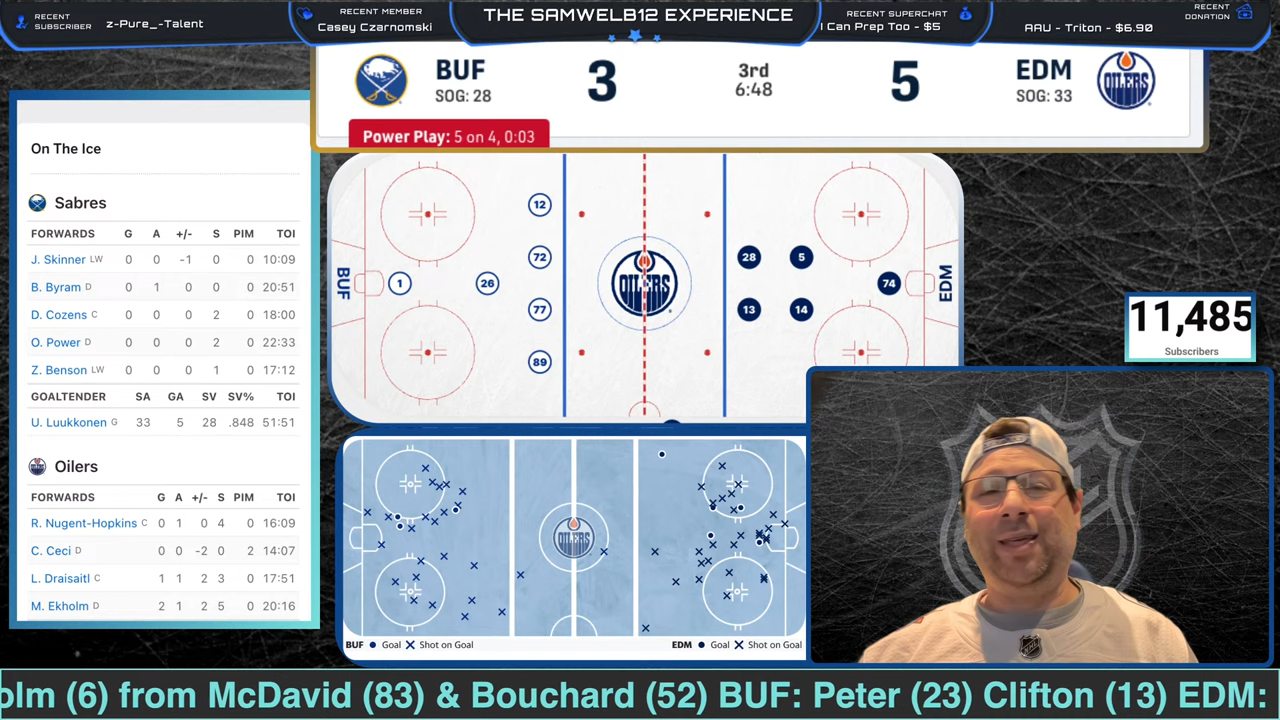 RECENT SUBSCRIBER
z-Pure_-Talent
RECENT MEMBER
Casey Czarnomski
THE SAMWELB12 EXPERIENCE
RECENT SUPERCHAT
I Can Prep Too - $5
RECENT DONATION
AAU - Triton - $6.90
BUF
SOG: 28
3
3rd
6:48
5
EDM
SOG: 33
OILERS
Power Play: 5 on 4, 0:03
On The Ice
Sabres
FORWARDS G A +/- S PIM TOI
J. Skinner LW 0 0 -1 0 0 10:09
B. Byram D 0 1 0 0 0 20:51
D. Cozens C 0 0 0 2 0 18:00
O. Power D 0 0 0 2 0 22:33
Z. Benson LW 0 0 0 1 0 17:12
GOALTENDER SA GA SV SV% TOI
U. Luukkonen G 33 5 28 .848 51:51
Oilers
FORWARDS G A +/- S PIM TOI
R. Nugent-Hopkins C 0 1 0 4 0 16:09
C. Ceci D 0 0 -2 0 2 14:07
L. Draisaitl C 1 1 2 3 0 17:51
M. Ekholm D 2 1 2 5 0 20:16
12
72 28 5
BUF 1 26 OILERS 74 EDM
77 13 14
89
11,485
Subscribers
OILERS
BUF Goal Shot on Goal
EDM Goal Shot on Goal
NHL
olm (6) from McDavid (83) & Bouchard (52) BUF: Peter (23) Clifton (13) EDM: